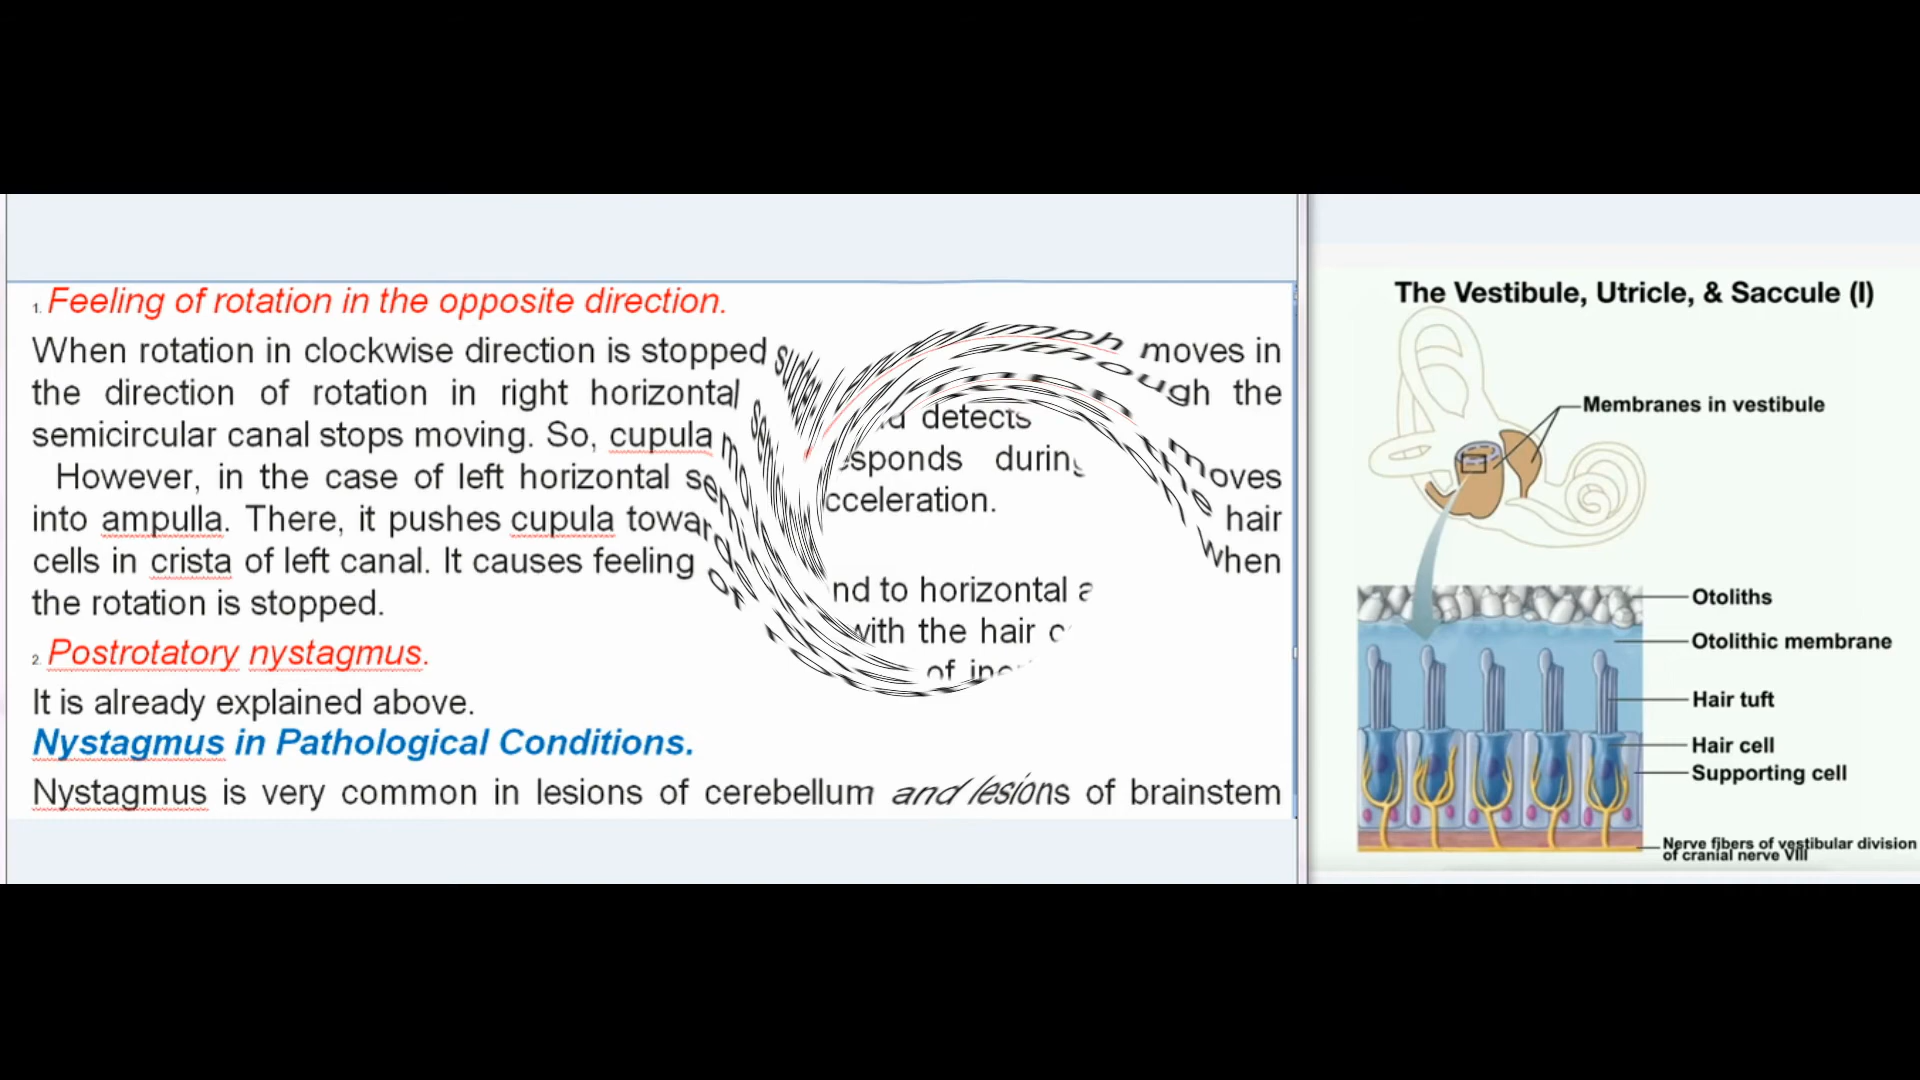 1. Feeling of rotation in the opposite direction.
When rotation in clockwise direction is stopped moves in
the direction of rotation in right horizontal although the
semicircular canal stops moving. So, cupula
However, in the case of left horizontal moves
into ampulla. There, it pushes cupula the hair
cells in crista of left canal. It causes feeling When
the rotation is stopped.
2. Postrotatory nystagmus.
It is already explained above.
Nystagmus in Pathological Conditions.
Nystagmus is very common in lesions of cerebellum and lesions of brainstem
detects
during
to horizontal
with the hair
of
The Vestibule, Utricle, & Saccule (I)
Membranes in vestibule
Otoliths
Otolithic membrane
Hair tuft
Hair cell
Supporting cell
Nerve fibers of vestibular division
of cranial nerve VIII